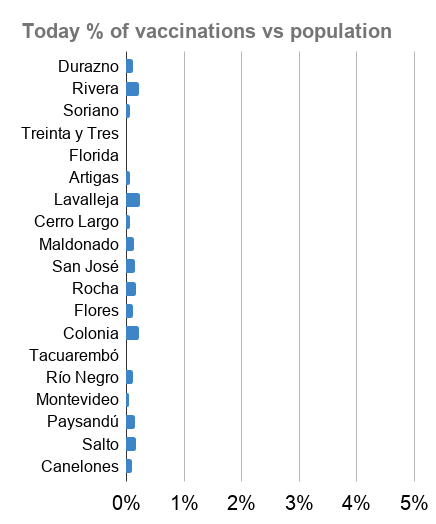 Today % of vaccinations vs population
Durazno
Rivera
Soriano
Treinta y Tres
Florida
Artigas
Lavalleja
Cerro Largo
Maldonado
San José
Rocha
Flores
Colonia
Tacuarembó
Río Negro
Montevideo
Paysandú
Salto
Canelones
0% 1% 2% 3% 4% 5%